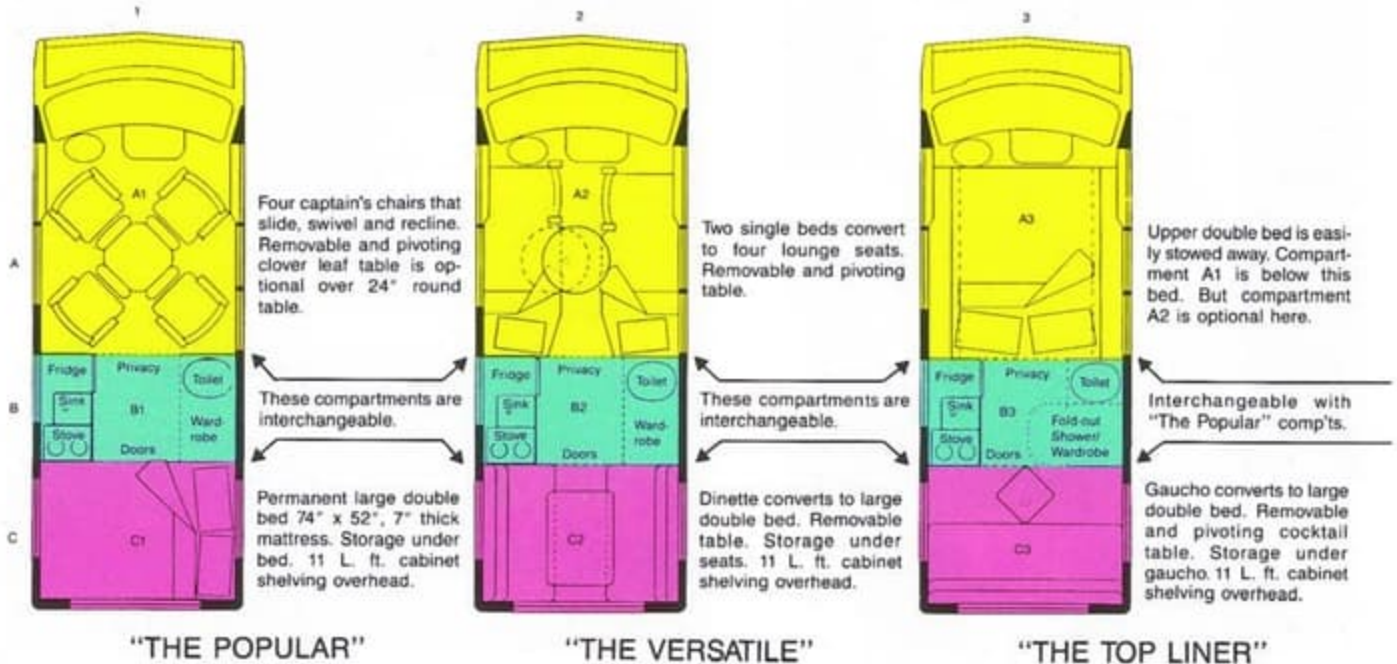 1
2
3
A
B
C
A1
Four captain's chairs that
slide, swivel and recline.
Removable and pivoting
clover leaf table is op-
tional over 24" round
table.
A2
Two single beds convert
to four lounge seats.
Removable and pivoting
table.
A3
Upper double bed is easi-
ly stowed away. Compart-
ment A1 is below this
bed. But compartment
A2 is optional here.
Fridge
Privacy
Toilet
Sink
B1
Stove
Ward-
robe
Doors
These compartments are
interchangeable.
Fridge
Privacy
Toilet
Sink
B2
Stove
Ward-
robe
Doors
These compartments are
interchangeable.
Fridge
Privacy
Toilet
Sink
B3
Stove
Fold-out
Shower/
Wardrobe
Doors
Interchangeable with
"The Popular" comp'ts.
C1
Permanent large double
bed 74" x 52", 7" thick
mattress. Storage under
bed. 11 L. ft. cabinet
shelving overhead.
C2
Dinette converts to large
double bed. Removable
table. Storage under
seats. 11 L. ft. cabinet
shelving overhead.
C3
Gaucho converts to large
double bed. Removable
and pivoting cocktail
table. Storage under
gaucho. 11 L. ft. cabinet
shelving overhead.
"THE POPULAR"
"THE VERSATILE"
"THE TOP LINER"